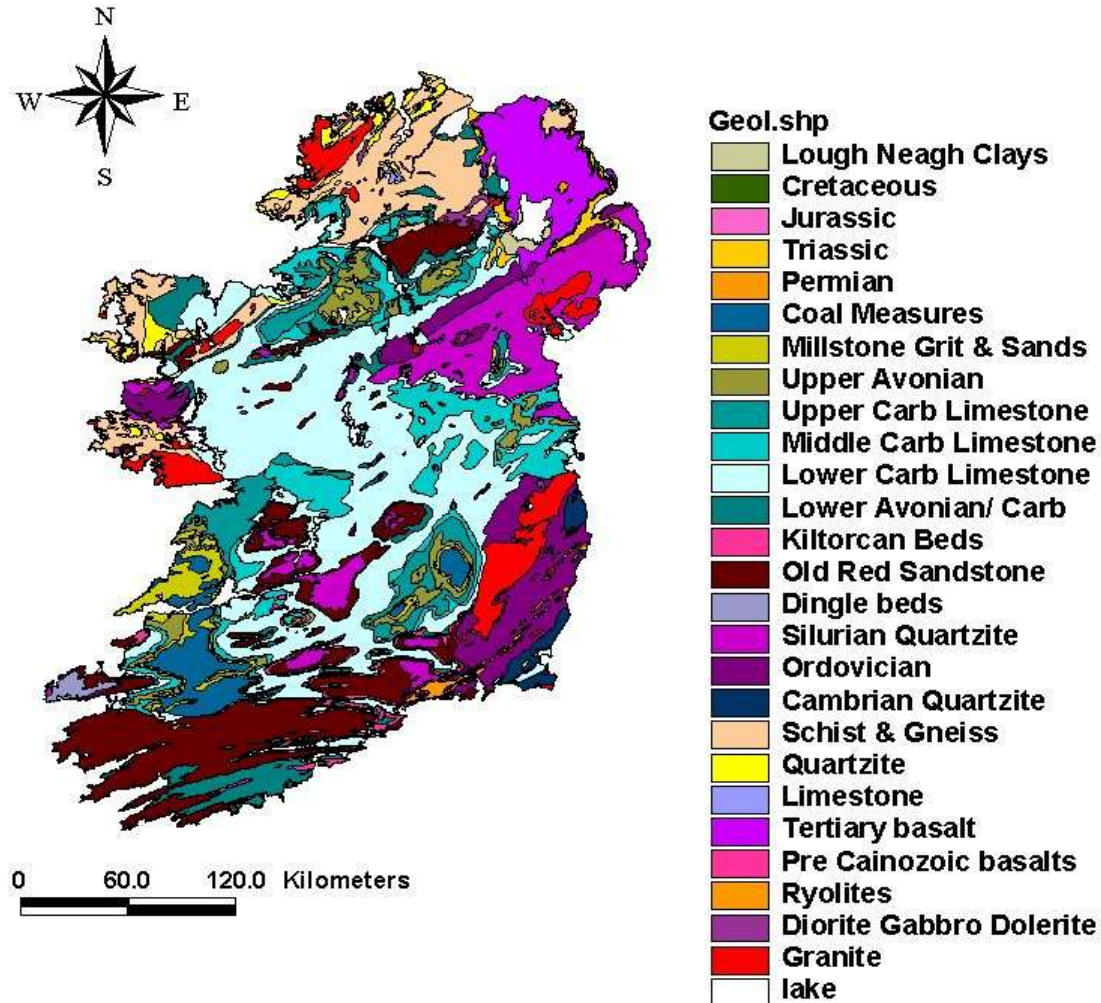 N
W E
S
Geol.shp
Lough Neagh Clays
Cretaceous
Jurassic
Triassic
Permian
Coal Measures
Millstone Grit & Sands
Upper Avonian
Upper Carb Limestone
Middle Carb Limestone
Lower Carb Limestone
Lower Avonian/ Carb
Kiltorcan Beds
Old Red Sandstone
Dingle beds
Silurian Quartzite
Ordovician
Cambrian Quartzite
Schist & Gneiss
Quartzite
Limestone
Tertiary basalt
Pre Cainozoic basalts
Ryolites
Diorite Gabbro Dolerite
Granite
lake
0 60.0 120.0 Kilometers